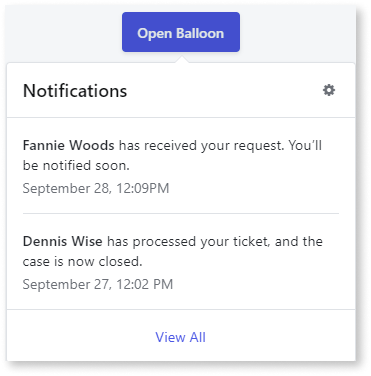 Open Balloon
Notifications
Fannie Woods has received your request. You’ll
be notified soon.
September 28, 12:09PM
Dennis Wise has processed your ticket, and the
case is now closed.
September 27, 12:02 PM
View All